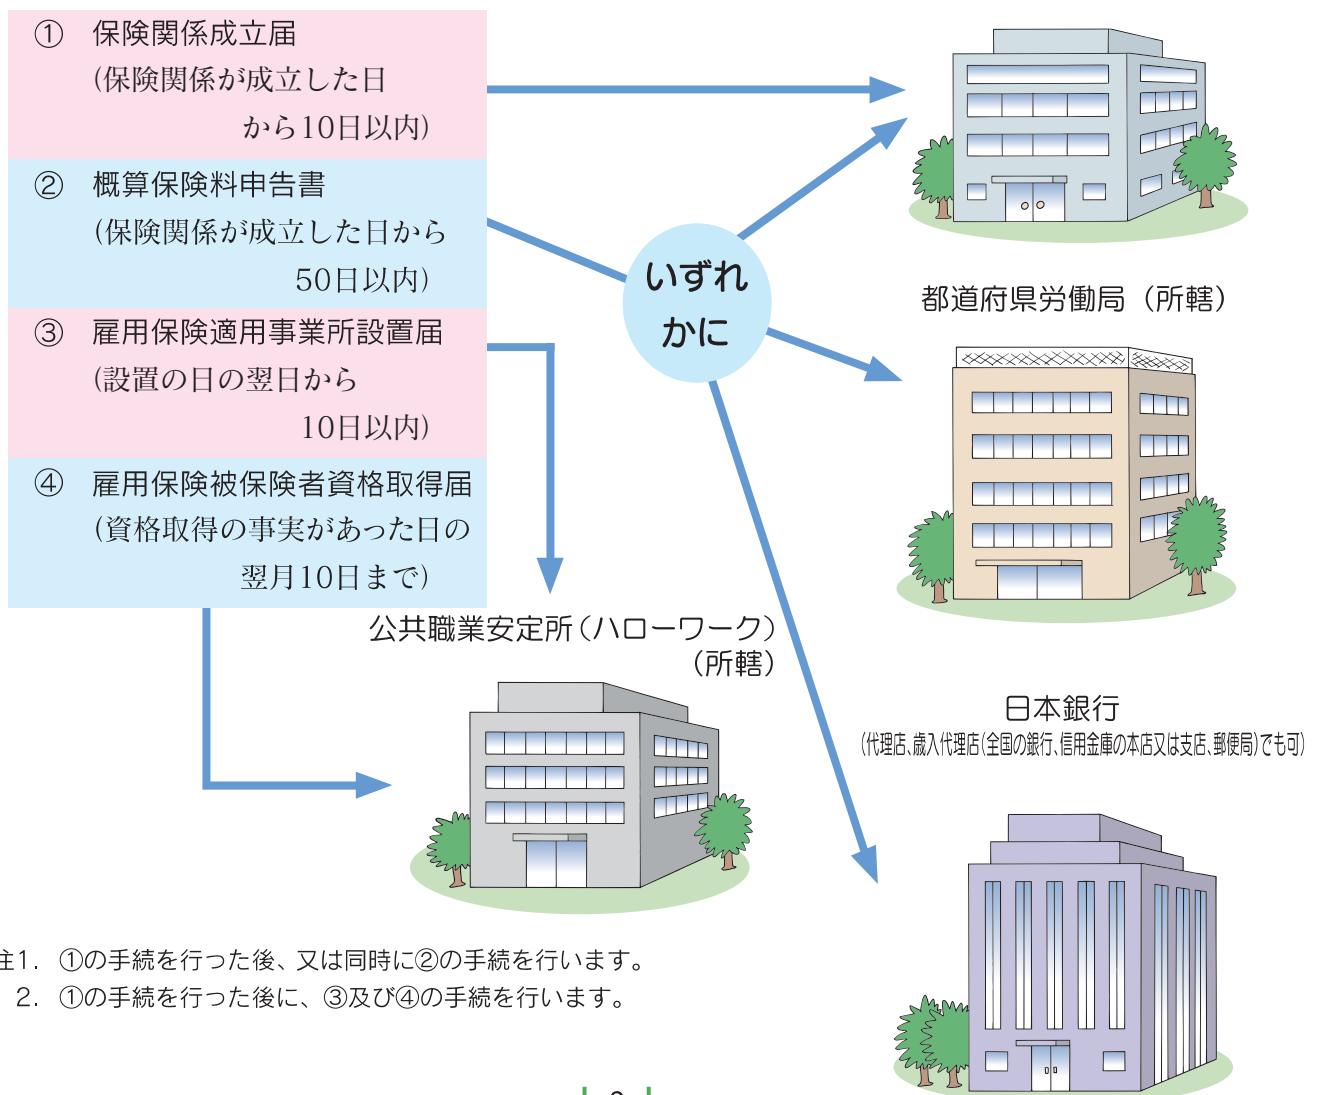 ① 保険関係成立届
(保険関係が成立した日
から10日以内)
② 概算保険料申告書
(保険関係が成立した日から
50日以内)
③ 雇用保険適用事業所設置届
(設置の日の翌日から
10日以内)
④ 雇用保険被保険者資格取得届
(資格取得の事実があった日の
翌月10日まで)
いずれ
かに
都道府県労働局(所轄)
公共職業安定所(ハローワーク)
(所轄)
日本銀行
(代理店、歳入代理店(全国の銀行、信用金庫の本店又は支店、郵便局)でも可)
注1. ①の手続を行った後、又は同時に②の手続を行います。
2. ①の手続を行った後に、③及び④の手続を行います。